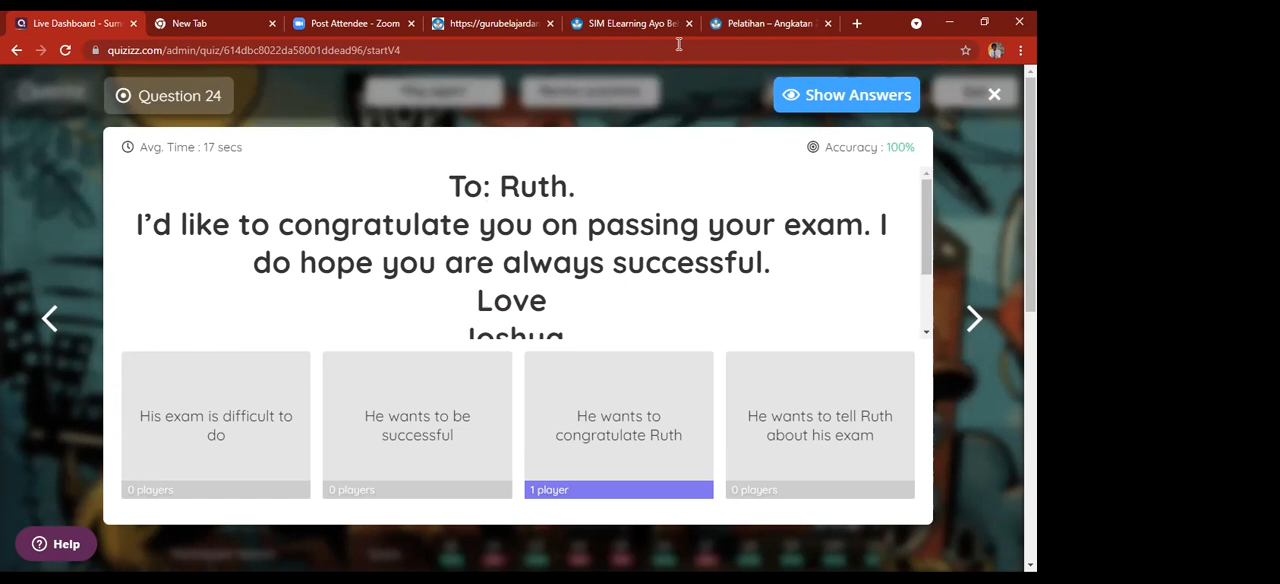 Live Dashboard - Sum
New Tab
Post Attendee - Zoom
https://gurubelajardan
SIM ELearning Ayo Bel
Pelatihan – Angkatan
quizizz.com/admin/quiz/614dbc8022da58001ddead96/startV4
Question 24
Show Answers
Avg. Time : 17 secs
Accuracy : 100%
To: Ruth.
I’d like to congratulate you on passing your exam. I
do hope you are always successful.
Love
Joshua
His exam is difficult to
do
He wants to be
successful
He wants to
congratulate Ruth
He wants to tell Ruth
about his exam
0 players
0 players
1 player
0 players
Help